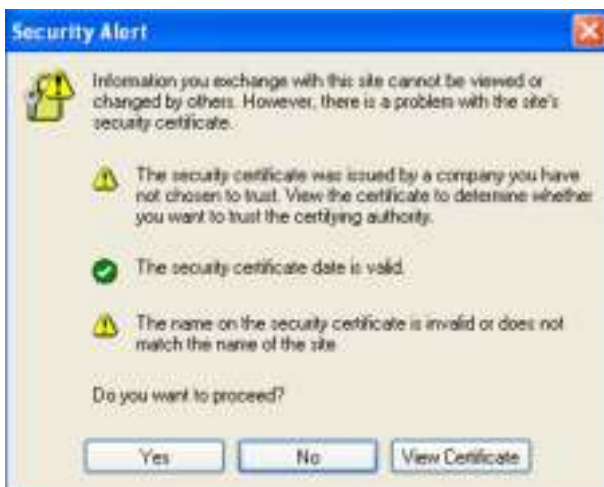 Security Alert
Information you exchange with this site cannot be viewed or
changed by others. However, there is a problem with the site's
security certificate.
The security certificate was issued by a company you have
not chosen to trust. View the certificate to determine whether
you want to trust the certifying authority.
The security certificate date is valid.
The name on the security certificate is invalid or does not
match the name of the site
Do you want to proceed?
Yes
No
View Certificate